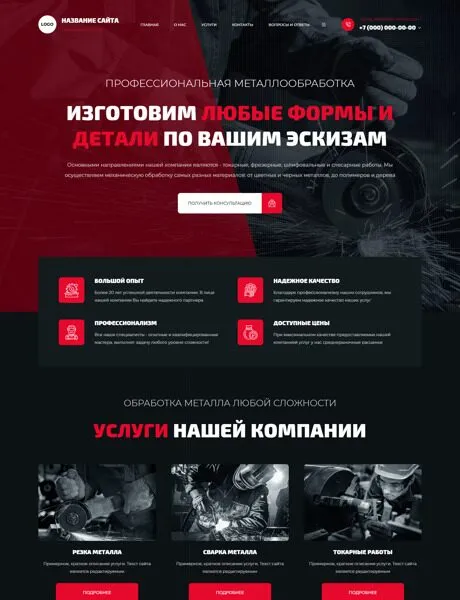 LOGO
НАЗВАНИЕ САЙТА
ГЛАВНАЯ
О НАС
УСЛУГИ
КОНТАКТЫ
ВОПРОСЫ/ОТВЕТЫ
+7 (000) 000-00-00
ПРОФЕССИОНАЛЬНАЯ МЕТАЛЛООБРАБОТКА
ИЗГОТОВИМ ЛЮБЫЕ ФОРМЫ И
ДЕТАЛИ ПО ВАШИМ ЭСКИЗАМ
Основными направлениями нашей компании являются - токарные, фрезерные, шлифовальные и слесарные работы. Мы
осуществляем механическую обработку самых разных материалов: от цветных и черных металлов, до полимеров и дерева
ПОЛУЧИТЬ КОНСУЛЬТАЦИЮ
БОЛЬШОЙ ОПЫТ
Более 20 лет успешной деятельности компании. В лице
нашей компании Вы найдете надежного партнера
НАДЕЖНОЕ КАЧЕСТВО
Благодаря профессионализму наших сотрудников, мы
гарантируем надежное качество наших услуг
ПРОФЕССИОНАЛИЗМ
Все наши специалисты - опытные и квалифицированные
мастера, выполнят задачу любого уровня сложности!
ДОСТУПНЫЕ ЦЕНЫ
При максимальном качестве предоставляемых нашей
компанией услуг у нас среднерыночные расценки
ОБРАБОТКА МЕТАЛЛА ЛЮБОЙ СЛОЖНОСТИ
УСЛУГИ НАШЕЙ КОМПАНИИ
РЕЗКА МЕТАЛЛА
Примерное, краткое описание услуги. Текст сайта
является редактируемым
ПОДРОБНЕЕ
СВАРКА МЕТАЛЛА
Примерное, краткое описание услуги. Текст сайта
является редактируемым
ПОДРОБНЕЕ
ТОКАРНЫЕ РАБОТЫ
Примерное, краткое описание услуги. Текст сайта
является редактируемым
ПОДРОБНЕЕ